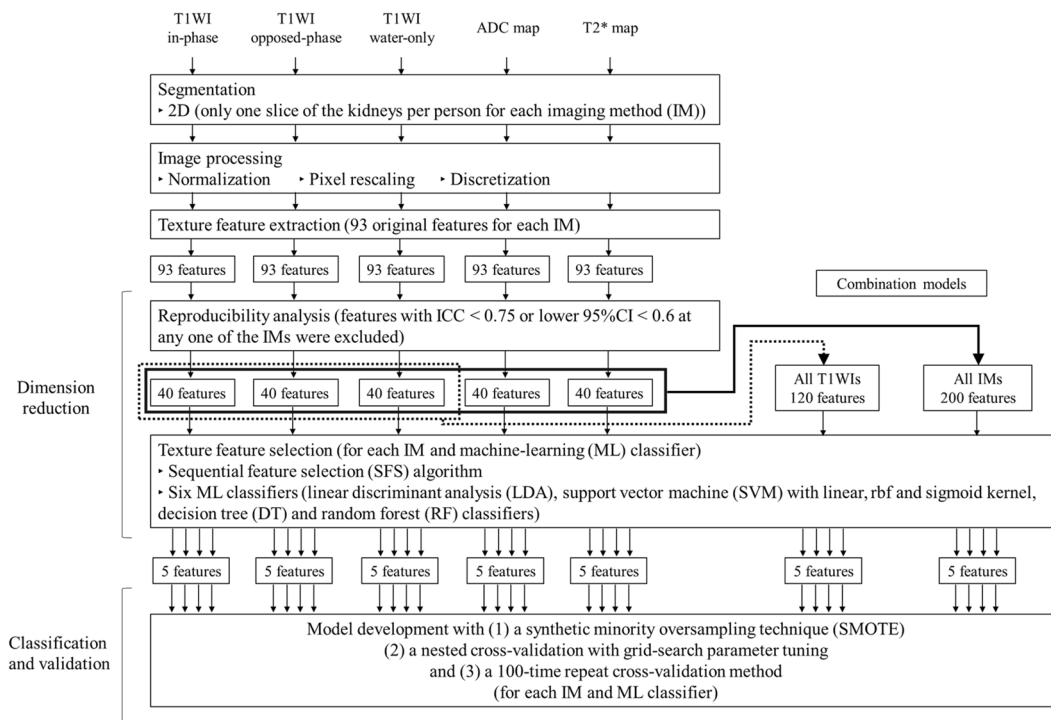 T1WI in-phase
T1WI opposed-phase
T1WI water-only
ADC map
T2* map
Segmentation
‣ 2D (only one slice of the kidneys per person for each imaging method (IM))
Image processing
‣ Normalization ‣ Pixel rescaling ‣ Discretization
Texture feature extraction (93 original features for each IM)
93 features 93 features 93 features 93 features 93 features
Combination models
Reproducibility analysis (features with ICC < 0.75 or lower 95%CI < 0.6 at
any one of the IMs were excluded)
Dimension
reduction
40 features 40 features 40 features 40 features 40 features
All T1WIs
120 features
All IMs
200 features
Texture feature selection (for each IM and machine-learning (ML) classifier)
‣ Sequential feature selection (SFS) algorithm
‣ Six ML classifiers (linear discriminant analysis (LDA), support vector machine (SVM) with linear, rbf and sigmoid kernel,
decision tree (DT) and random forest (RF) classifiers)
5 features 5 features 5 features 5 features 5 features 5 features 5 features
Classification
and validation
Model development with (1) a synthetic minority oversampling technique (SMOTE)
(2) a nested cross-validation with grid-search parameter tuning
and (3) a 100-time repeat cross-validation method
(for each IM and ML classifier)